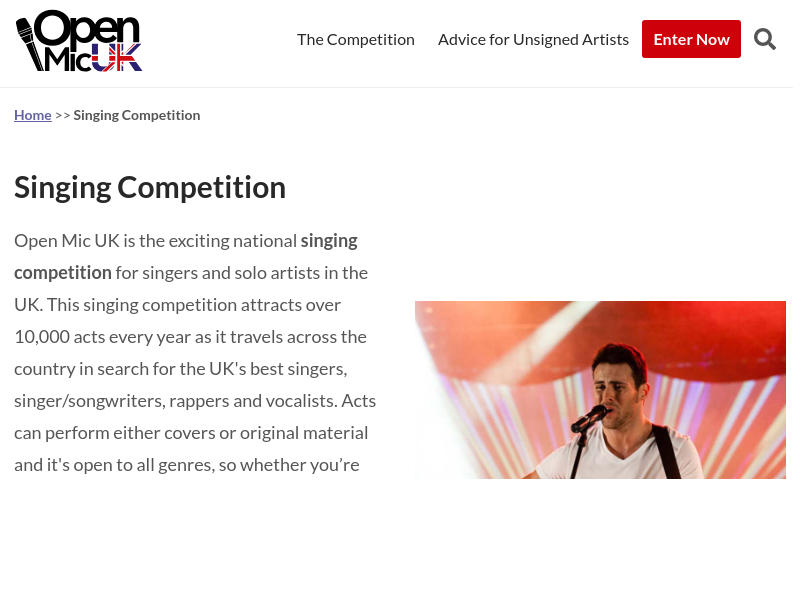 Open
MicUK
The Competition
Advice for Unsigned Artists
Enter Now
Home >> Singing Competition
Singing Competition
Open Mic UK is the exciting national singing
competition for singers and solo artists in the
UK. This singing competition attracts over
10,000 acts every year as it travels across the
country in search for the UK's best singers,
singer/songwriters, rappers and vocalists. Acts
can perform either covers or original material
and it's open to all genres, so whether you’re